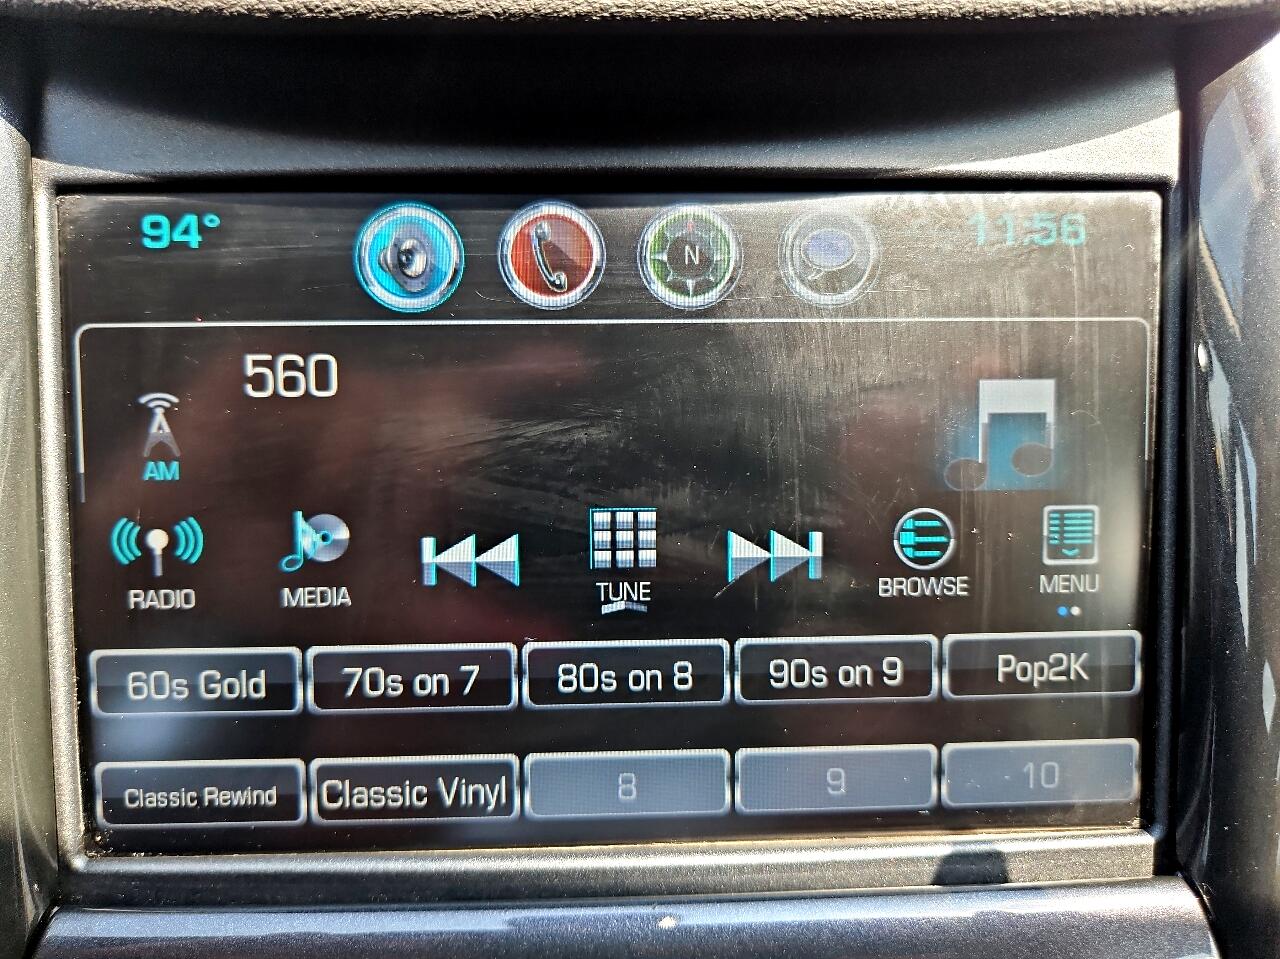 94° N 11:56
560
AM
RADIO MEDIA TUNE BROWSE MENU
60s Gold 70s on 7 80s on 8 90s on 9 Pop2K
Classic Rewind Classic Vinyl 8 9 10